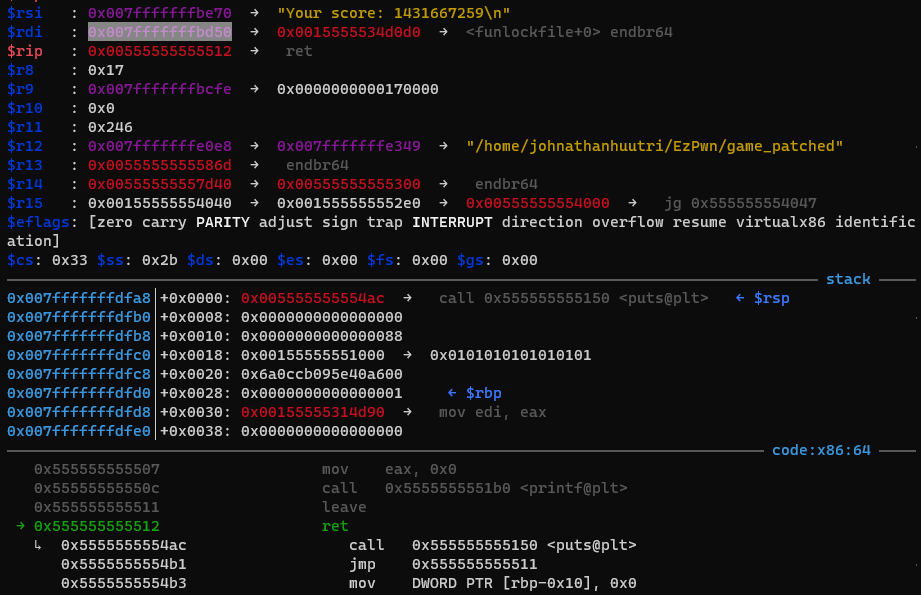 $rsi   : 0x007fffffffbe70  →  "Your score: 1431667259\n"
$rdi   : 0x007fffffffbd50  →  0x0015555534d0d0  →  <funlockfile+0> endbr64
$rip   : 0x00555555555512  →   ret
$r8    : 0x17
$r9    : 0x007fffffffbcfe  →  0x0000000000170000
$r10   : 0x0
$r11   : 0x246
$r12   : 0x007fffffffe0e8  →  0x007fffffffe349  →  "/home/johnathanhuutri/EzPwn/game_patched"
$r13   : 0x0055555555586d  →   endbr64
$r14   : 0x00555555557d40  →  0x00555555555300  →   endbr64
$r15   : 0x00155555554040  →  0x001555555552e0  →  0x00555555554000  →   jg 0x555555554047
$eflags: [zero carry PARITY adjust sign trap INTERRUPT direction overflow resume virtualx86 identific
ation]
$cs: 0x33 $ss: 0x2b $ds: 0x00 $es: 0x00 $fs: 0x00 $gs: 0x00
stack
0x007fffffffdfa8│+0x0000: 0x005555555554ac  →   call 0x555555555150 <puts@plt>   ← $rsp
0x007fffffffdfb0│+0x0008: 0x0000000000000000
0x007fffffffdfb8│+0x0010: 0x0000000000000088
0x007fffffffdfc0│+0x0018: 0x00155555551000  →  0x0101010101010101
0x007fffffffdfc8│+0x0020: 0x6a0ccb095e40a600
0x007fffffffdfd0│+0x0028: 0x0000000000000001     ← $rbp
0x007fffffffdfd8│+0x0030: 0x00155555314d90  →   mov edi, eax
0x007fffffffdfe0│+0x0038: 0x0000000000000000
code:x86:64
0x555555555507                  mov    eax, 0x0
0x55555555550c                  call   0x5555555551b0 <printf@plt>
0x555555555511                  leave
→ 0x555555555512                  ret
↳  0x5555555554ac                  call   0x555555555150 <puts@plt>
0x5555555554b1                  jmp    0x555555555511
0x5555555554b3                  mov    DWORD PTR [rbp-0x10], 0x0